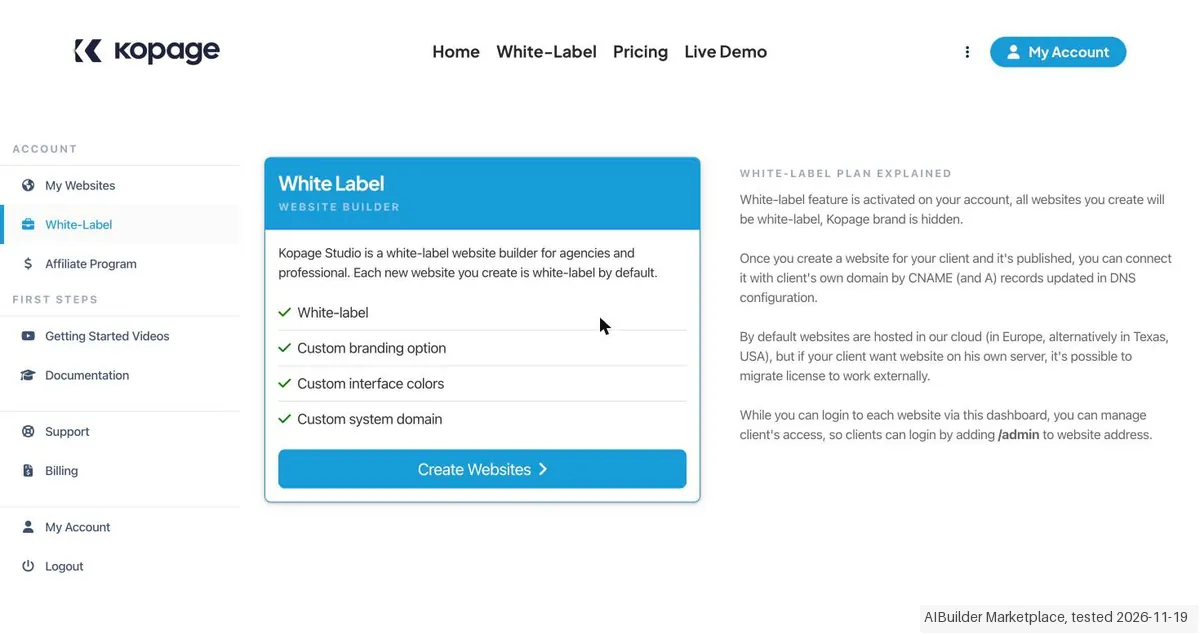 Kopage
Home White-Label Pricing Live Demo
My Account
ACCOUNT
My Websites
White-Label
Affiliate Program
FIRST STEPS
Getting Started Videos
Documentation
Support
Billing
My Account
Logout
White Label
WEBSITE BUILDER
Kopage Studio is a white-label website builder for agencies and
professional. Each new website you create is white-label by default.
White-label
Custom branding option
Custom interface colors
Custom system domain
Create Websites
WHITE-LABEL PLAN EXPLAINED
White-label feature is activated on your account, all websites you create will
be white-label, Kopage brand is hidden.
Once you create a website for your client and it's published, you can connect
it with client's own domain by CNAME (and A) records updated in DNS
configuration.
By default websites are hosted in our cloud (in Europe, alternatively in Texas,
USA), but if your client want website on his own server, it's possible to
migrate license to work externally.
While you can login to each website via this dashboard, you can manage
client's access, so clients can login by adding /admin to website address.
AIBuilder Marketplace, tested 2026-11-19